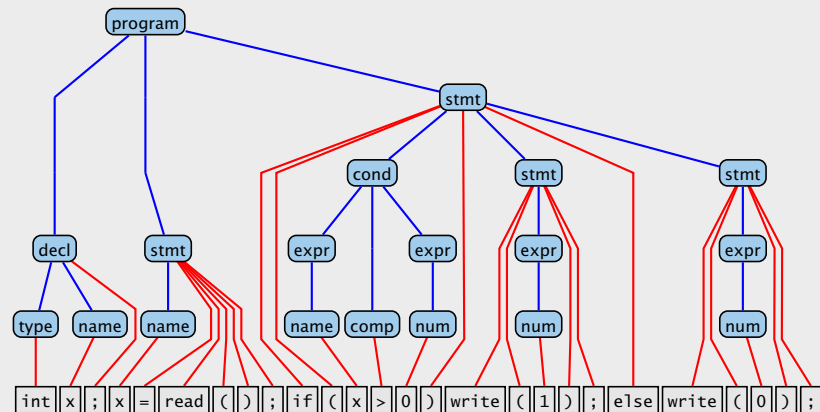 program
stmt
cond stmt stmt
decl stmt expr expr expr expr
type name name name comp num num num
int x ; x = read ( ) ; if ( x > 0 ) write ( 1 ) ; else write ( 0 ) ;